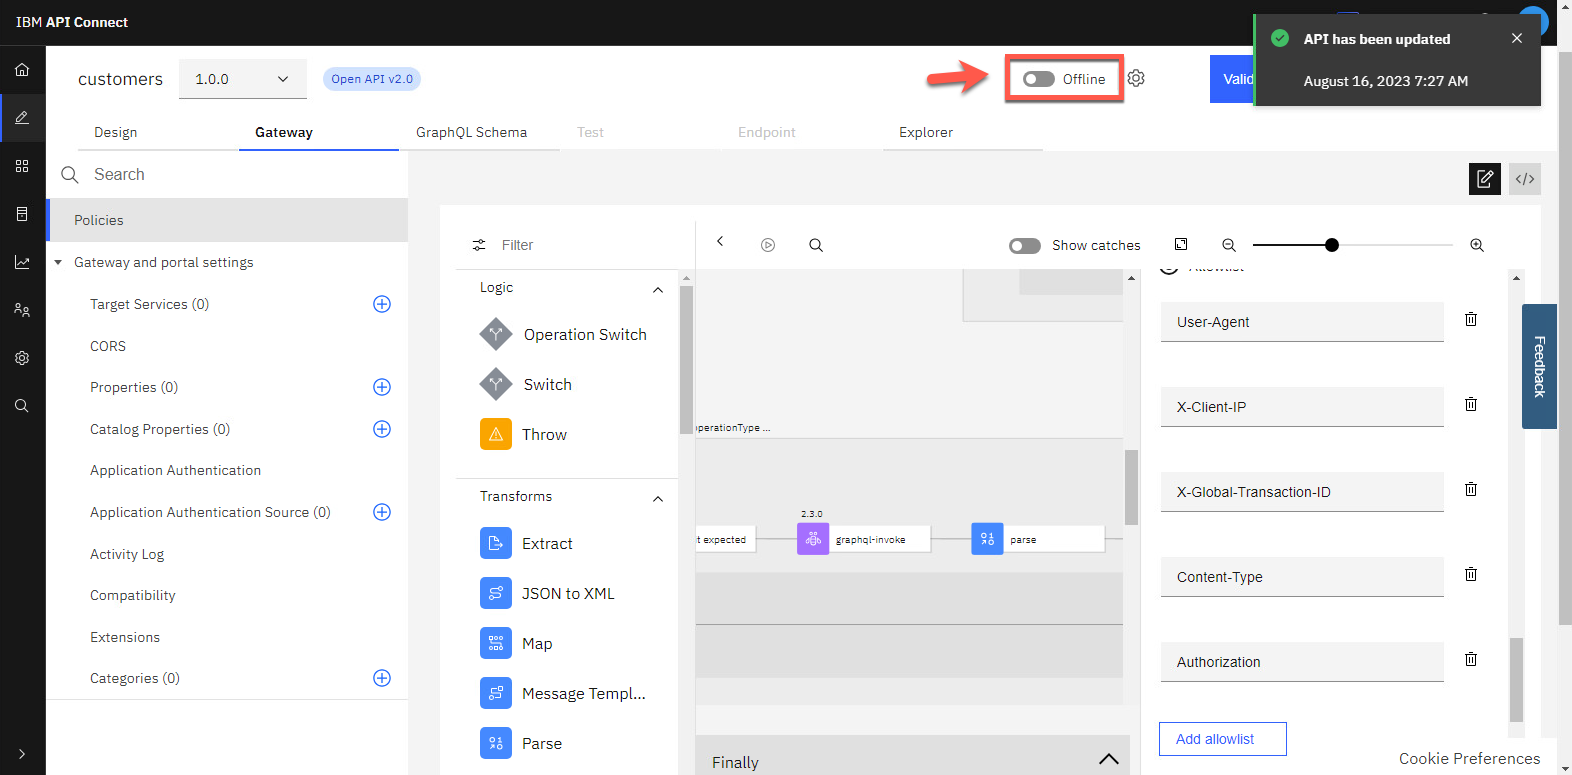 IBM API Connect
API has been updated
August 16, 2023 7:27 AM
customers
1.0.0
Open API v2.0
Offline
Valid
Design
Gateway
GraphQL Schema
Test
Endpoint
Explorer
Search
Policies
Gateway and portal settings
Target Services (0)
CORS
Properties (0)
Catalog Properties (0)
Application Authentication
Application Authentication Source (0)
Activity Log
Compatibility
Extensions
Categories (0)
Filter
Logic
Operation Switch
Switch
Throw
Transforms
Extract
JSON to XML
Map
Message Templ...
Parse
Show catches
perationType ...
t expected
2.3.0
graphql-invoke
parse
Finally
Allowlist
User-Agent
X-Client-IP
X-Global-Transaction-ID
Content-Type
Authorization
Add allowlist
Feedback
Cookie Preferences